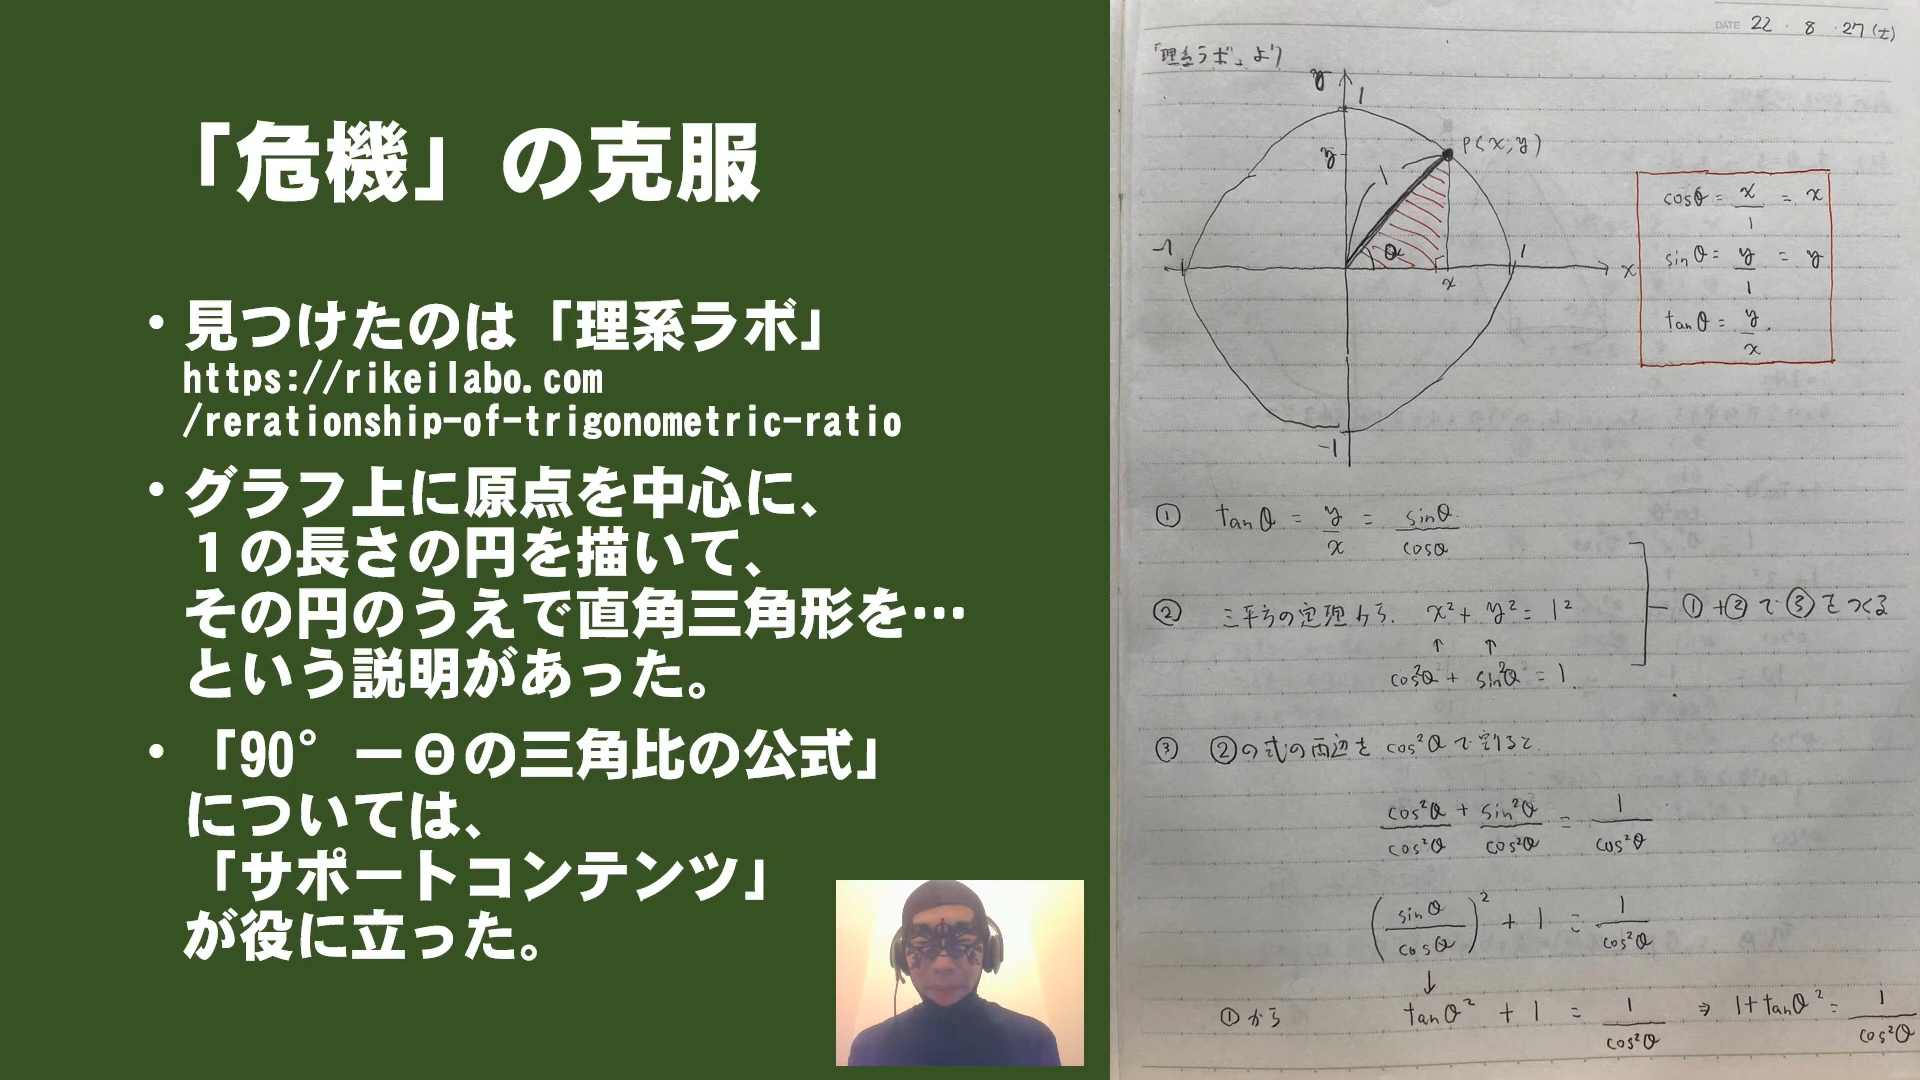 「危機」の克服
・見つけたのは「理系ラボ」
https://rikeilabo.com
/rerationship-of-trigonometric-ratio
・グラフ上に原点を中心に、
１の長さの円を描いて、
その円のうえで直角三角形を…
という説明があった。
・「90°－Θの三角比の公式」
については、
「サポートコンテンツ」
が役に立った。
DATE 22・8・27(土)
「理系ラボ」より
y
1
P(x,y)
y
1
-1
θ
1
x
x
-1
cosθ = x/1 = x
sinθ = y/1 = y
tanθ = y/x
① tanθ = y/x = sinθ/cosθ
② 三平方の定理から. x² + y² = 1²
↑ ↑
cos²θ + sin²θ = 1.
①+②で③をつくる
③ ②の式の両辺を cos²θ で割ると
cos²θ/cos²θ + sin²θ/cos²θ = 1/cos²θ
(sinθ/cosθ)² + 1 = 1/cos²θ
↓
①から tanθ² + 1 = 1/cos²θ ⇒ 1+tanθ² = 1/cos²θ